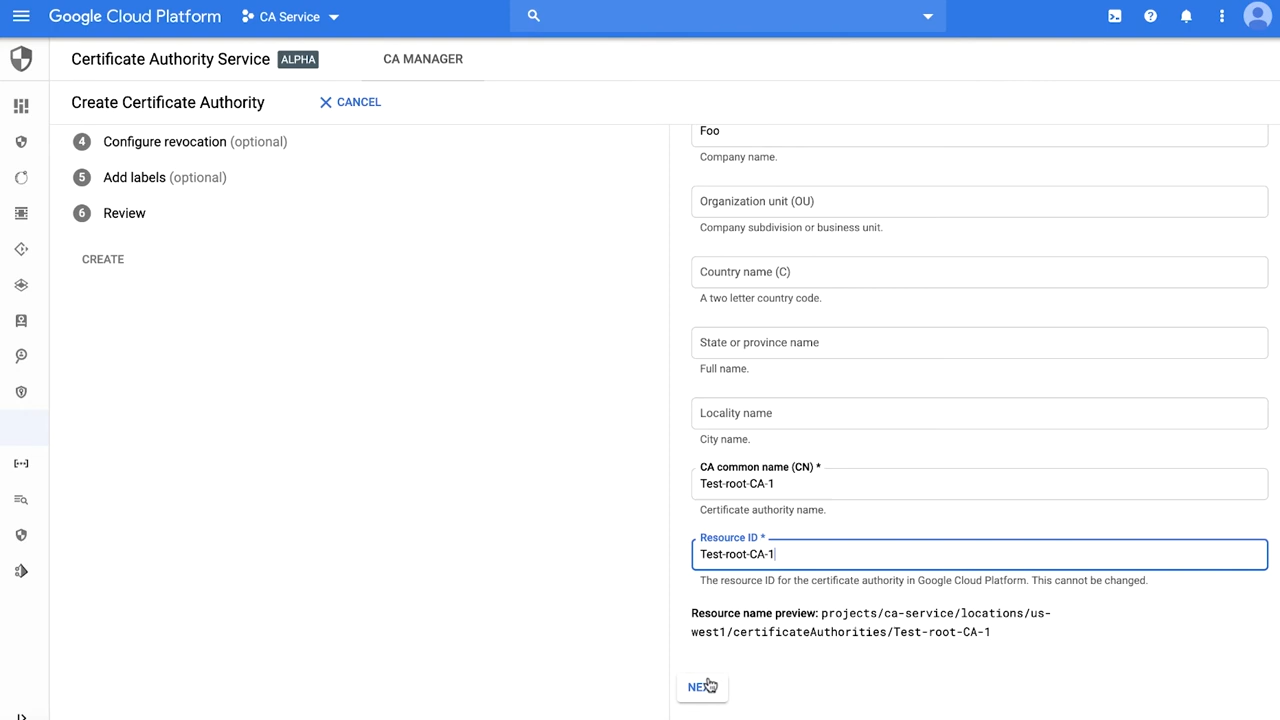 Google Cloud Platform
CA Service
Certificate Authority Service ALPHA
CA MANAGER
Create Certificate Authority
CANCEL
4 Configure revocation (optional)
5 Add labels (optional)
6 Review
CREATE
Foo
Company name.
Organization unit (OU)
Company subdivision or business unit.
Country name (C)
A two letter country code.
State or province name
Full name.
Locality name
City name.
CA common name (CN) *
Test-root-CA-1
Certificate authority name.
Resource ID *
Test-root-CA-1
The resource ID for the certificate authority in Google Cloud Platform. This cannot be changed.
Resource name preview: projects/ca-service/locations/us-
west1/certificateAuthorities/Test-root-CA-1